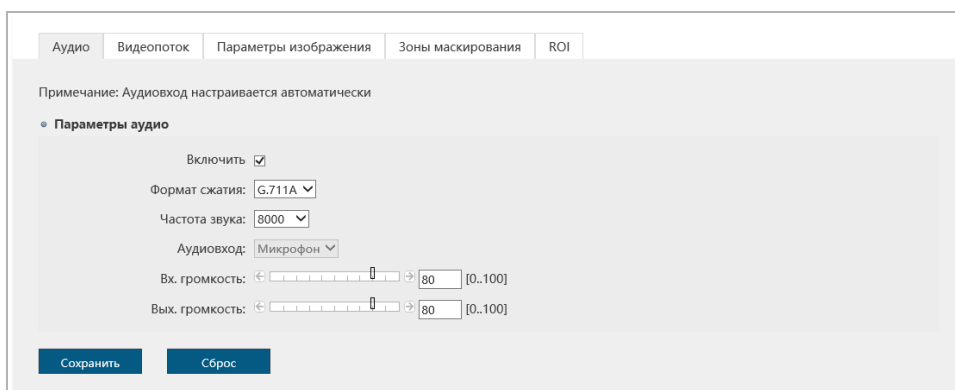 Аудио Видеопоток Параметры изображения Зоны маскирования ROI
Примечание: Аудиовход настраивается автоматически
Параметры аудио
Включить
Формат сжатия: G.711A
Частота звука: 8000
Аудиовход: Микрофон
Вх. громкость: 80 [0..100]
Вых. громкость: 80 [0..100]
Сохранить Сброс